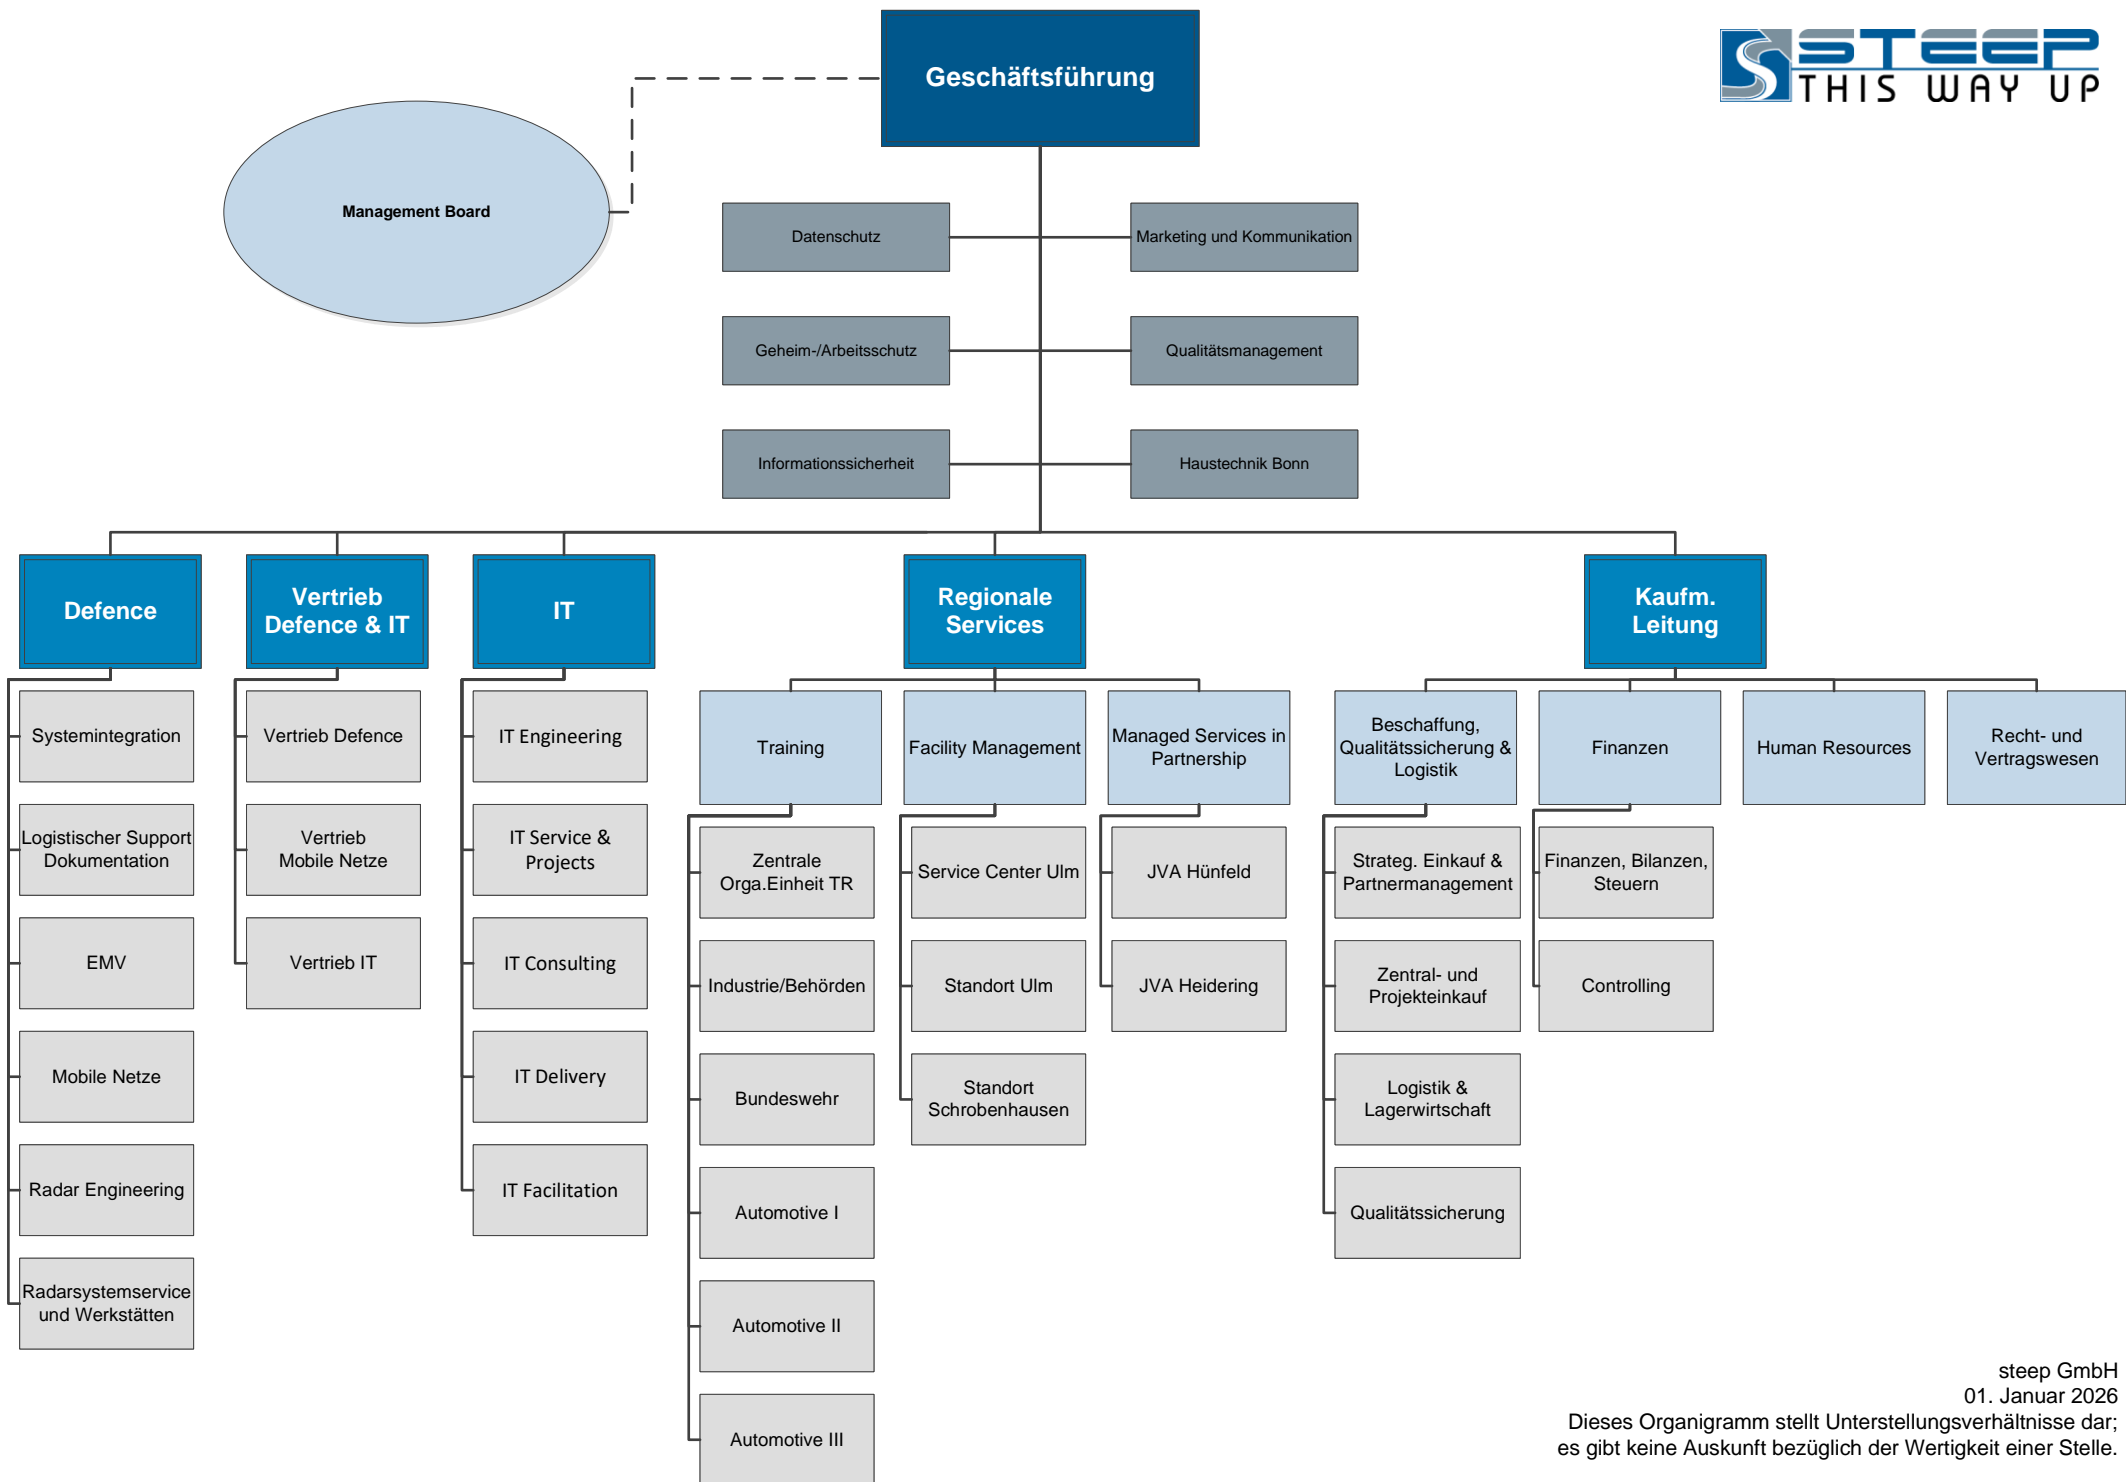 Geschäftsführung
STEEP
THIS WAY UP
Management Board
Datenschutz
Marketing und Kommunikation
Geheim-/Arbeitsschutz
Qualitätsmanagement
Informationssicherheit
Haustechnik Bonn
Defence
Vertrieb
Defence & IT
IT
Regionale
Services
Kaufm.
Leitung
Systemintegration
Logistischer Support
Dokumentation
EMV
Mobile Netze
Radar Engineering
Radarsystemservice
und Werkstätten
Vertrieb Defence
Vertrieb
Mobile Netze
Vertrieb IT
IT Engineering
IT Service &
Projects
IT Consulting
IT Delivery
IT Facilitation
Training
Zentrale
Orga.Einheit TR
Industrie/Behörden
Bundeswehr
Automotive I
Automotive II
Automotive III
Facility Management
Service Center Ulm
Standort Ulm
Standort
Schrobenhausen
Managed Services in
Partnership
JVA Hünfeld
JVA Heidering
Beschaffung,
Qualitätssicherung &
Logistik
Strateg. Einkauf &
Partnermanagement
Zentral- und
Projekteinkauf
Logistik &
Lagerwirtschaft
Qualitätssicherung
Finanzen
Finanzen, Bilanzen,
Steuern
Controlling
Human Resources
Recht- und
Vertragswesen
steep GmbH
01. Januar 2026
Dieses Organigramm stellt Unterstellungsverhältnisse dar;
es gibt keine Auskunft bezüglich der Wertigkeit einer Stelle.